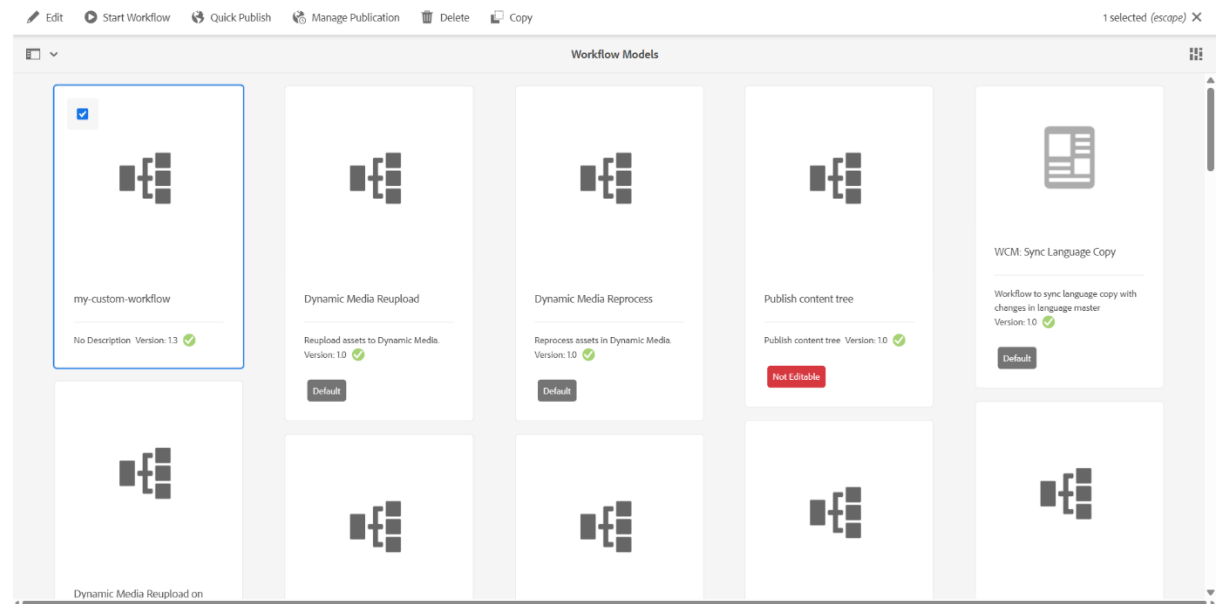 Edit Start Workflow Quick Publish Manage Publication Delete Copy 1 selected (escape)
Workflow Models
my-custom-workflow
No Description Version: 1.3
Dynamic Media Reupload
Reupload assets to Dynamic Media.
Version: 1.0
Default
Dynamic Media Reprocess
Reprocess assets in Dynamic Media.
Version: 1.0
Default
Publish content tree
Publish content tree Version: 1.0
Not Editable
WCM: Sync Language Copy
Workflow to sync language copy with
changes in language master
Version: 1.0
Default
Dynamic Media Reupload on